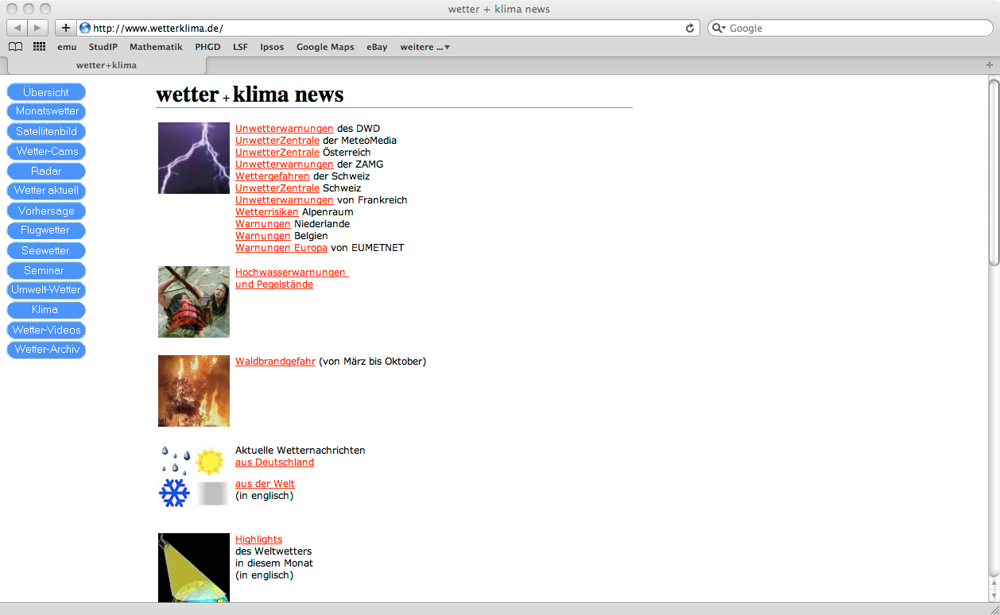 wetter + klima news
http://www.wetterklima.de/
Google
emu StudIP Mathematik PHGD LSF Ipsos Google Maps eBay weitere ...
wetter+klima
Übersicht
Monatswetter
Satellitenbild
Wetter-Cams
Radar
Wetter aktuell
Vorhersage
Flugwetter
Seewetter
Seminar
Umwelt-Wetter
Klima
Wetter-Videos
Wetter-Archiv
wetter + klima news
Unwetterwarnungen des DWD
UnwetterZentrale der MeteoMedia
UnwetterZentrale Österreich
Unwetterwarnungen der ZAMG
Wettergefahren der Schweiz
UnwetterZentrale Schweiz
Unwetterwarnungen von Frankreich
Wetterrisiken Alpenraum
Warnungen Niederlande
Warnungen Belgien
Warnungen Europa von EUMETNET
Hochwasserwarnungen
und Pegelstände
Waldbrandgefahr (von März bis Oktober)
Aktuelle Wetternachrichten
aus Deutschland
aus der Welt
(in englisch)
Highlights
des Weltwetters
in diesem Monat
(in englisch)